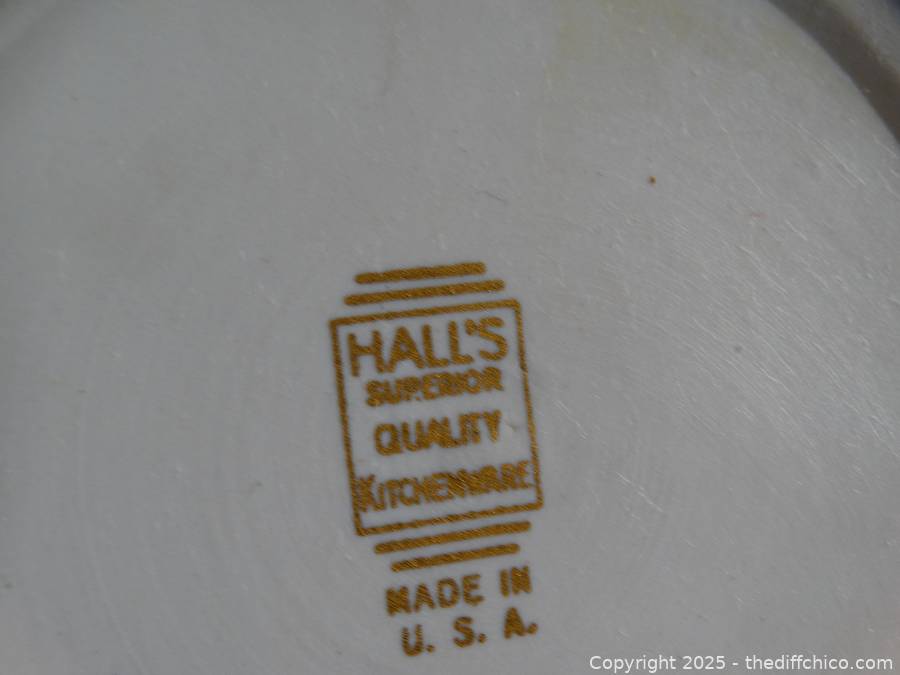 HALL'S
SUPERIOR
QUALITY
KITCHENWARE
MADE IN
U. S. A.
Copyright 2025 - thediffchico.com